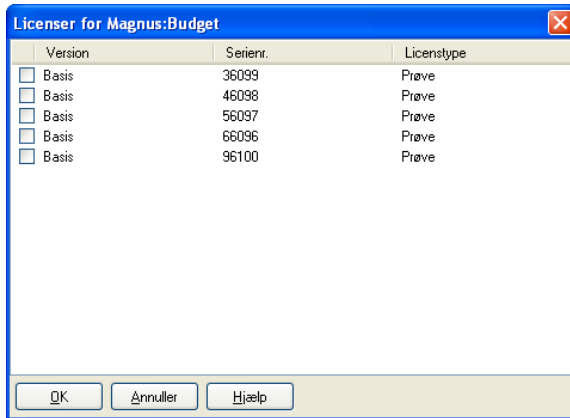 Licenser for Magnus:Budget
Version Serienr. Licenstype
Basis 36099 Prøve
Basis 46098 Prøve
Basis 56097 Prøve
Basis 66096 Prøve
Basis 96100 Prøve
OK Annuller Hjælp